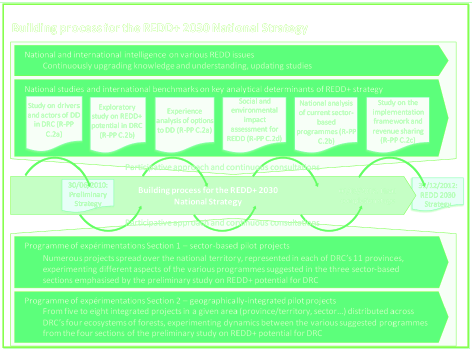 Building process for the REDD+ 2030 National Strategy
National and international intelligence on various REDD issues
Continuously upgrading knowledge and understanding, updating studies
National studies and international benchmarks on key analytical determinants of REDD+ strategy
Study on drivers
and actors of DD
in DRC (R-PP
C.2a)
Exploratory
study on REDD+
potential in DRC
(R-PP C.2a)
Experience
analysis of options
to DD (R-PP C.2a)
Social and
environmental
impact
assessment for
REDD (R-PP C.2d)
National analysis
of current sector-
based
programmes (R-PP
C.2b)
Study on the
implementation
framework and
revenue sharing
(R-PP C.2c)
Participative approach and continuous consultations
Preliminary
Strategy
Building process for the REDD+ 2030
National Strategy
31/12/2012:
REDD 2030
Strategy
Participative approach and continuous consultations
Programme of experimentations Section 1 – sector-based pilot projects
Numerous projects spread over the national territory, represented in each of DRC's 11 provinces,
experimenting different aspects of the various programmes suggested in the three sector-based
sections emphasised by the preliminary study on REDD+ potential for DRC
Programme of experimentations Section 2 – geographically-integrated pilot projects
From five to eight integrated projects in a given area (province/territory, sector...) distributed across
DRC's four ecosystems of forests, experimenting dynamics between the various suggested programmes
from the four sections of the preliminary study on REDD+ potential for DRC